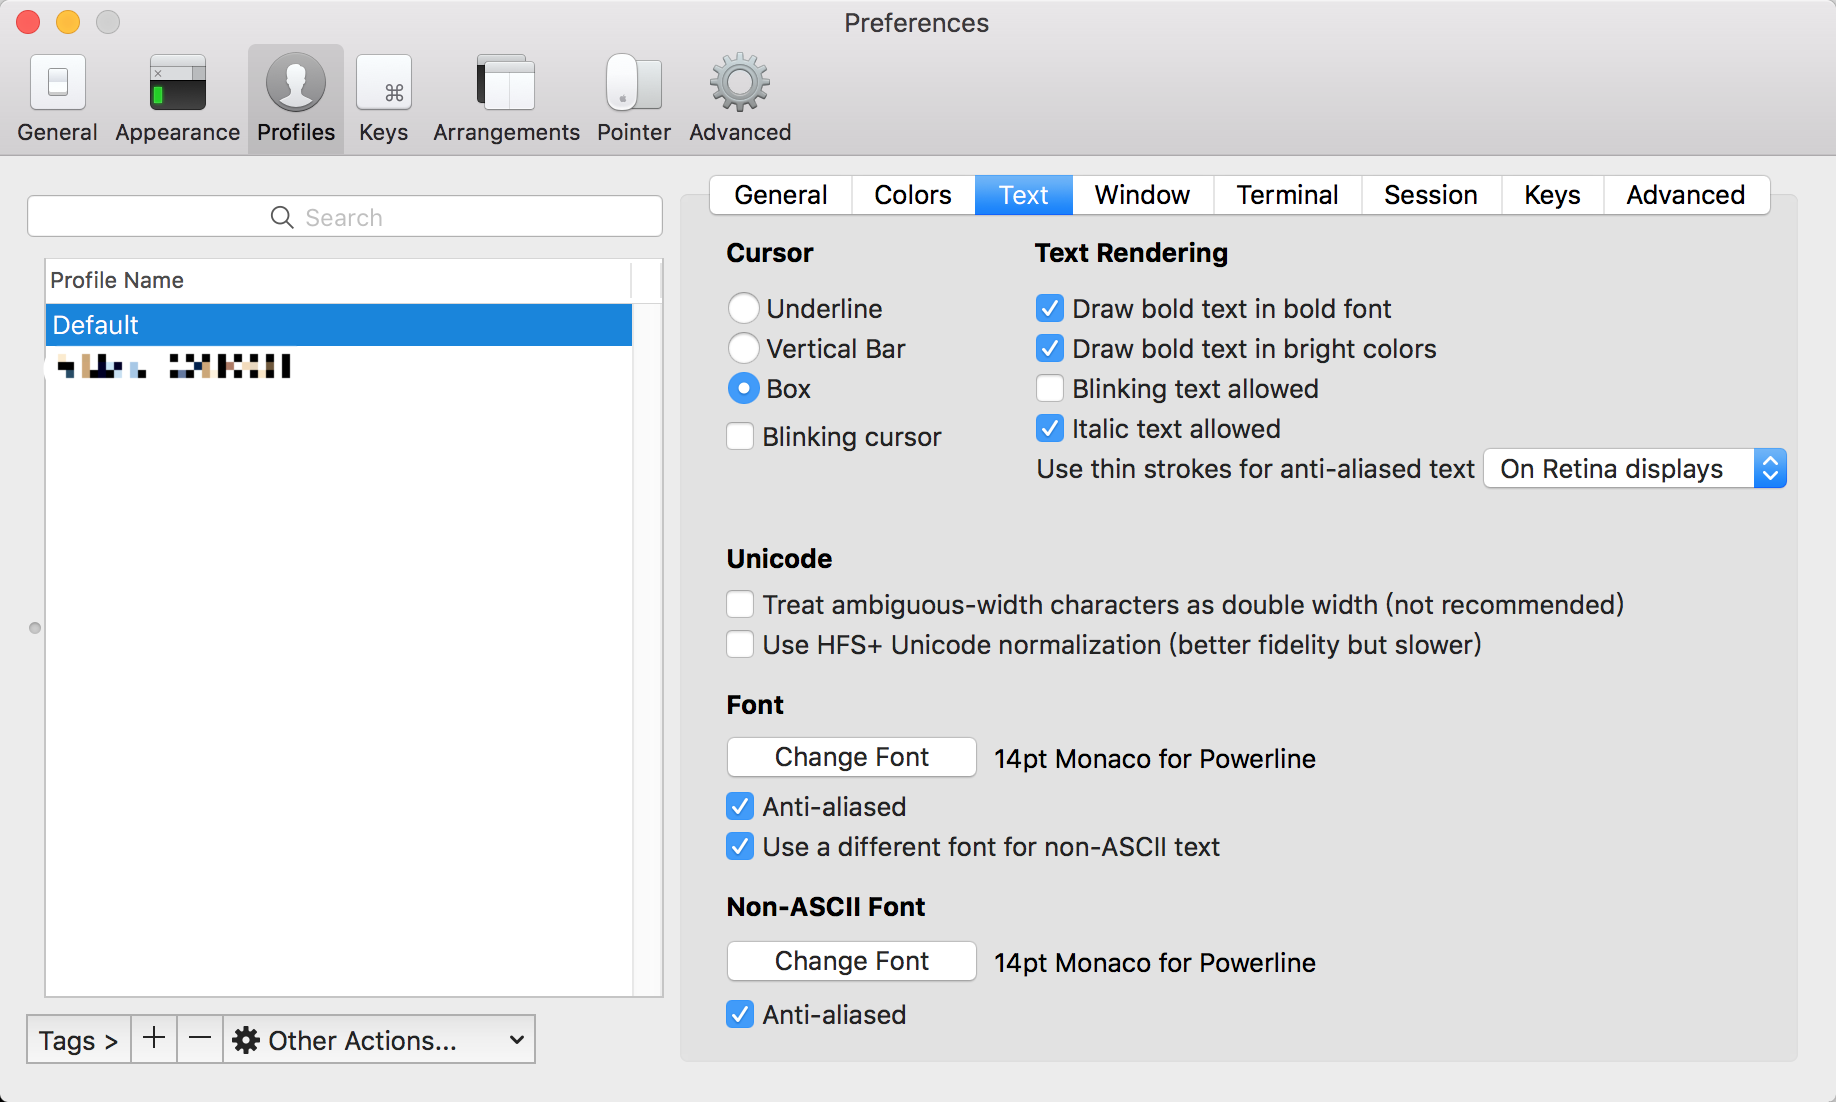 Preferences
General Appearance Profiles Keys Arrangements Pointer Advanced
Search
Profile Name
Default
General Colors Text Window Terminal Session Keys Advanced
Cursor
Underline
Vertical Bar
Box
Blinking cursor
Text Rendering
Draw bold text in bold font
Draw bold text in bright colors
Blinking text allowed
Italic text allowed
Use thin strokes for anti-aliased text On Retina displays
Unicode
Treat ambiguous-width characters as double width (not recommended)
Use HFS+ Unicode normalization (better fidelity but slower)
Font
Change Font 14pt Monaco for Powerline
Anti-aliased
Use a different font for non-ASCII text
Non-ASCII Font
Change Font 14pt Monaco for Powerline
Anti-aliased
Tags > + — Other Actions...